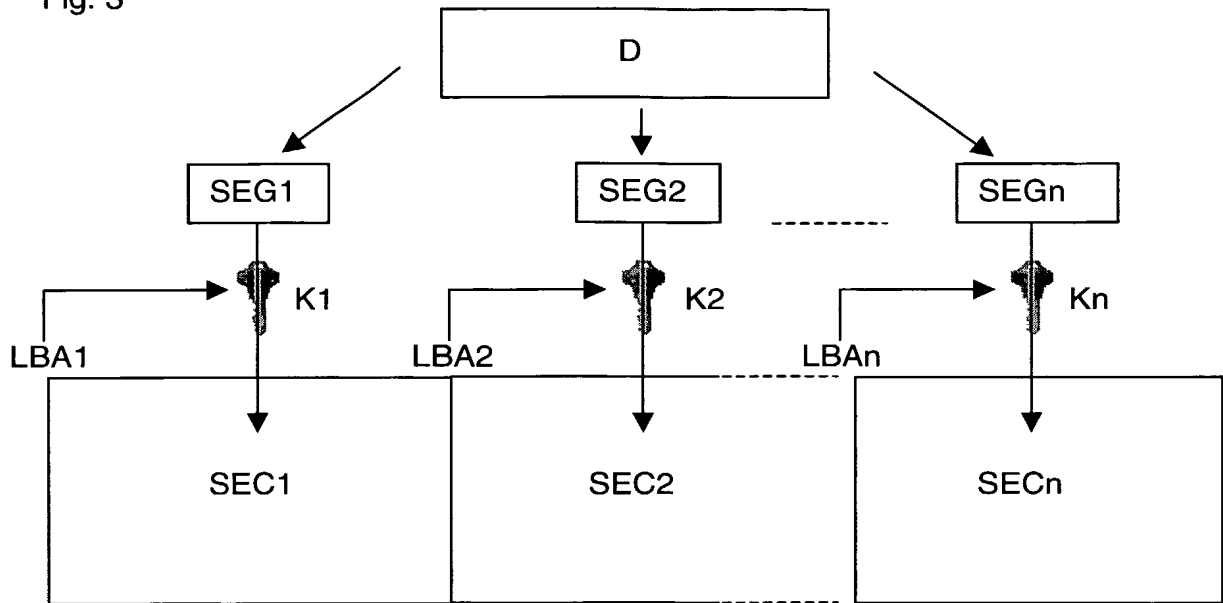 Fig. 3
D
SEG1 SEG2 SEGn
K1 K2 Kn
LBA1 LBA2 LBAn
SEC1 SEC2 SECn